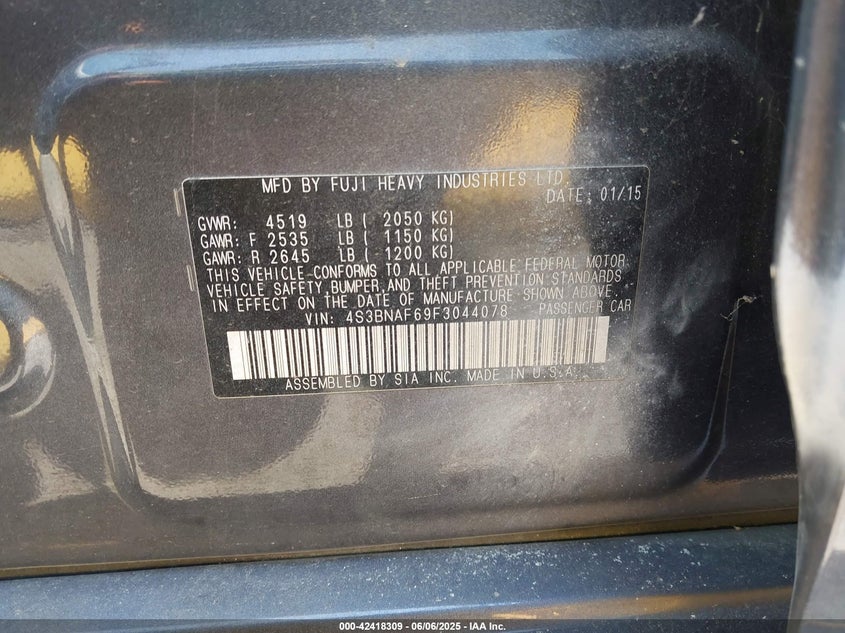 MFD BY FUJI HEAVY INDUSTRIES LTD.
DATE: 01/15
GVWR: 4519 LB ( 2050 KG)
GAWR: F 2535 LB ( 1150 KG)
GAWR: R 2645 LB ( 1200 KG)
THIS VEHICLE CONFORMS TO ALL APPLICABLE FEDERAL MOTOR
VEHICLE SAFETY, BUMPER, AND THEFT PREVENTION STANDARDS
IN EFFECT ON THE DATE OF MANUFACTURE SHOWN ABOVE.
VIN: 4S3BNAF69F3044078 PASSENGER CAR
ASSEMBLED BY SIA INC. MADE IN U.S.A.
000-42418309 - 06/06/2025 - IAA Inc.